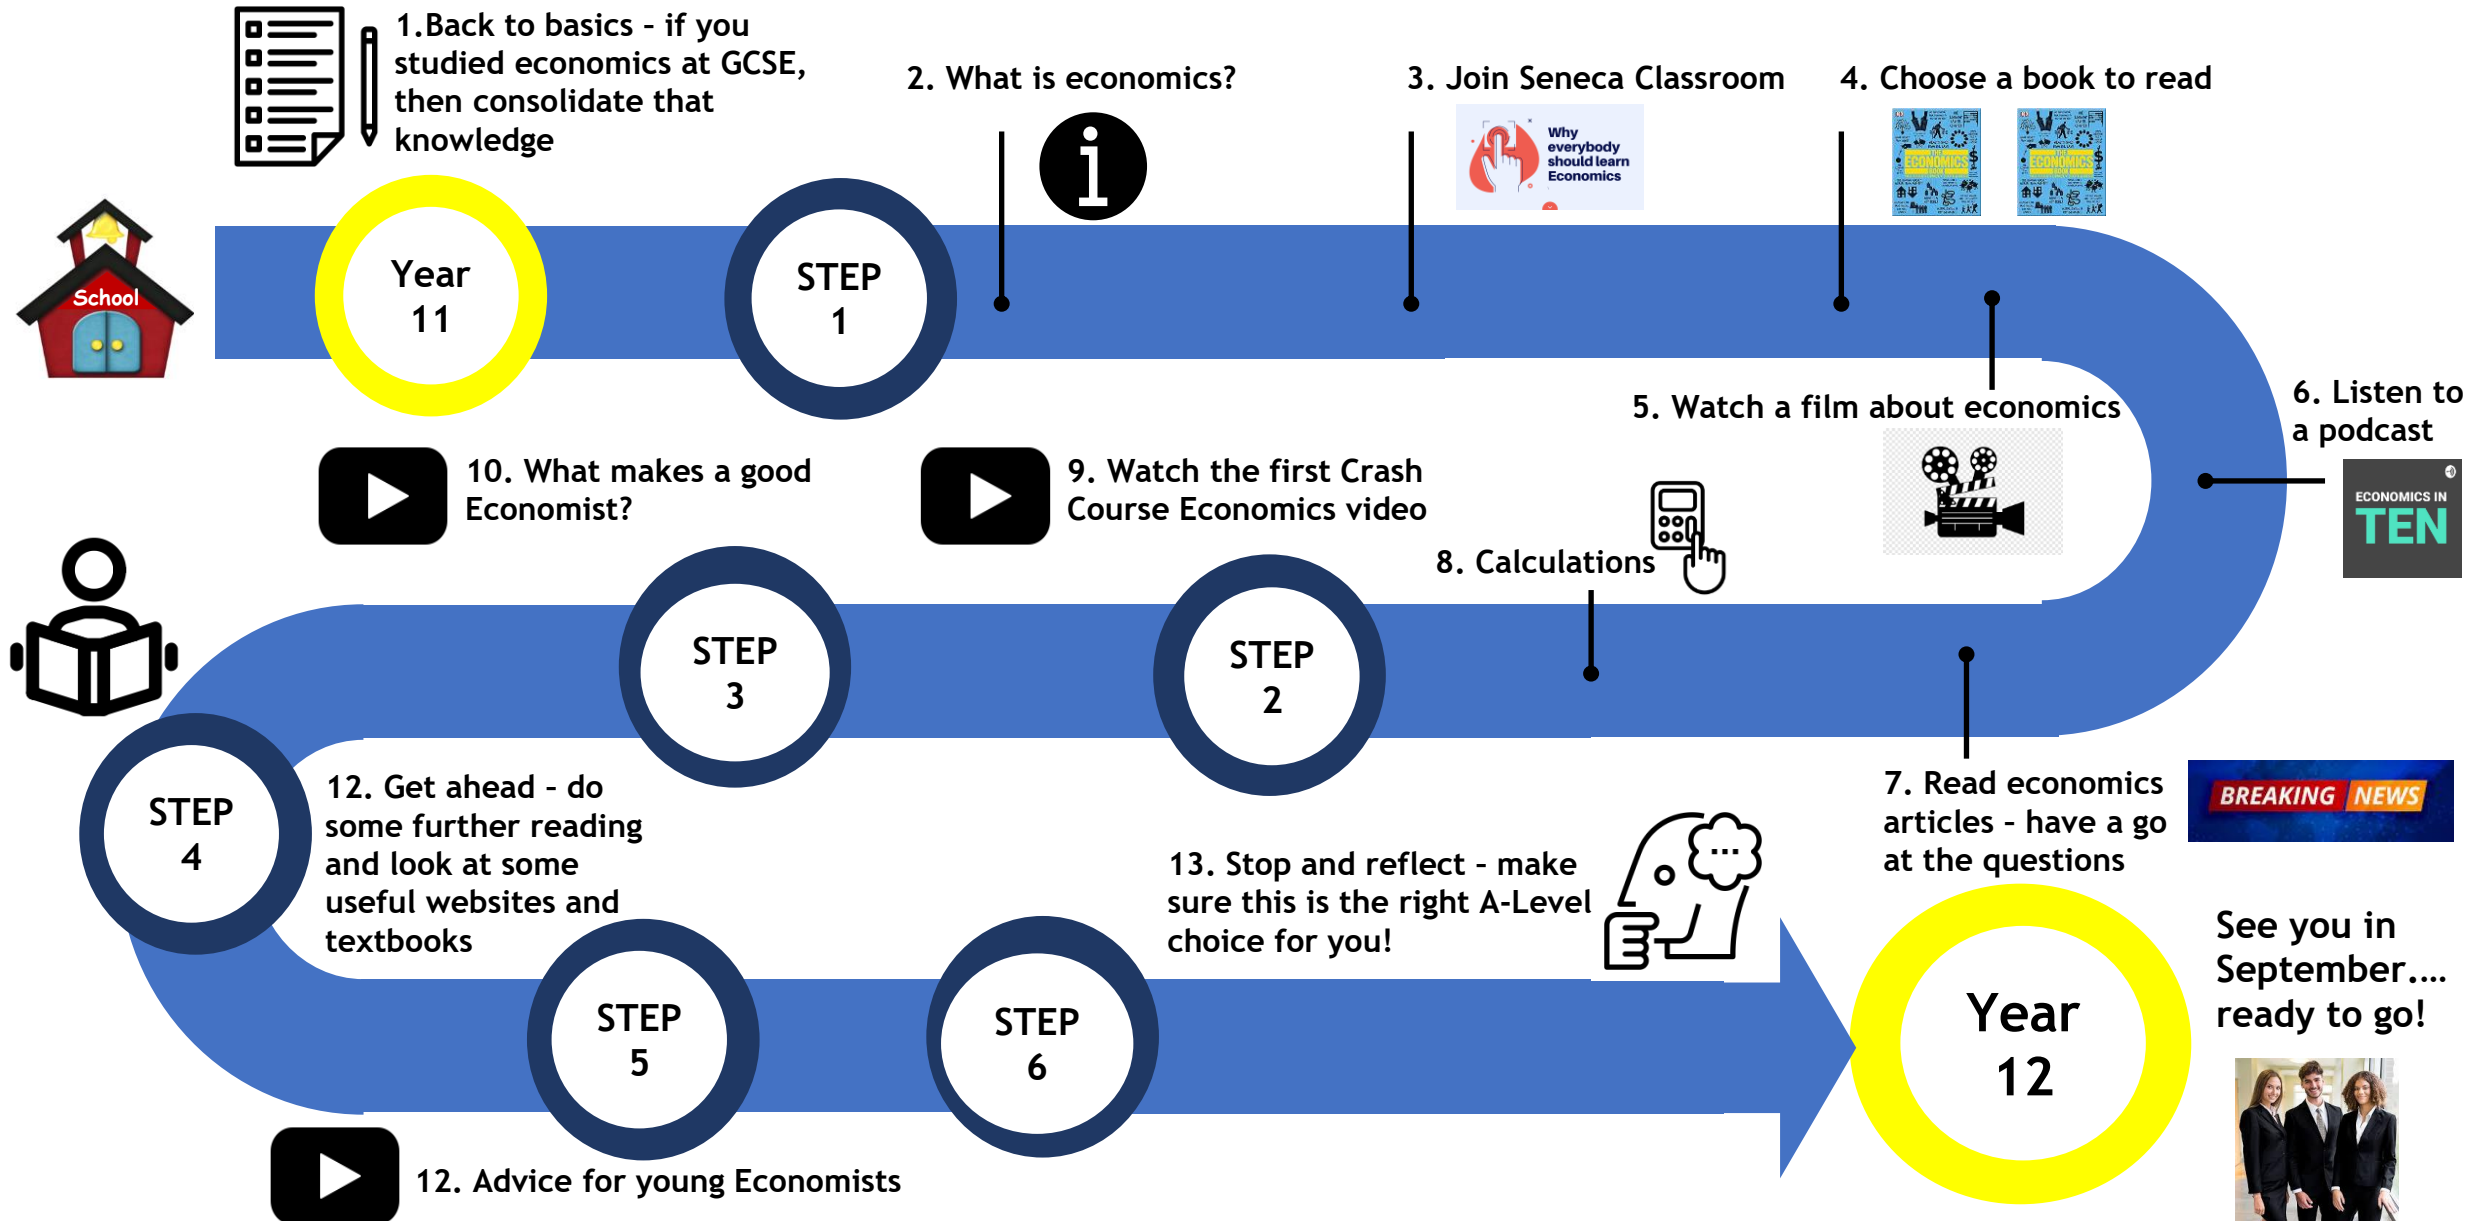 1.Back to basics – if you
studied economics at GCSE,
then consolidate that
knowledge
2. What is economics?
3. Join Seneca Classroom
4. Choose a book to read
Why
everybody
should learn
Economics
ECONOMICS
ECONOMICS
School
Year
11
STEP
1
5. Watch a film about economics
6. Listen to
a podcast
ECONOMICS IN
TEN
10. What makes a good
Economist?
9. Watch the first Crash
Course Economics video
8. Calculations
STEP
3
STEP
2
7. Read economics
articles – have a go
at the questions
BREAKING NEWS
STEP
4
12. Get ahead – do
some further reading
and look at some
useful websites and
textbooks
13. Stop and reflect – make
sure this is the right A-Level
choice for you!
STEP
5
STEP
6
Year
12
See you in
September....
ready to go!
12. Advice for young Economists